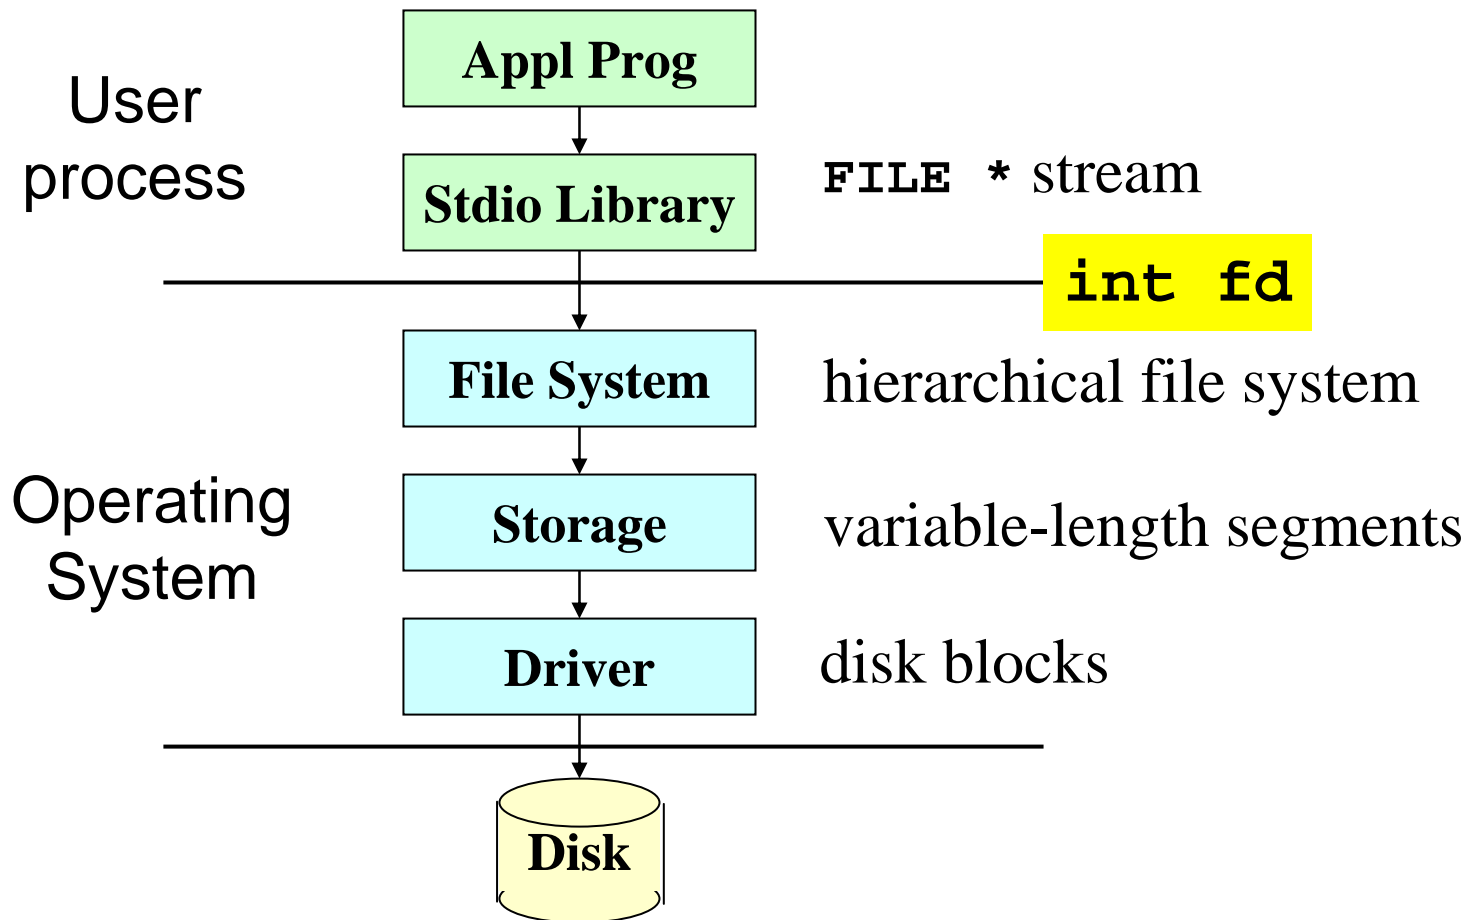 Appl Prog
User
process
Stdio Library
FILE * stream
int fd
File System
hierarchical file system
Operating
System
Storage
variable-length segments
Driver
disk blocks
Disk